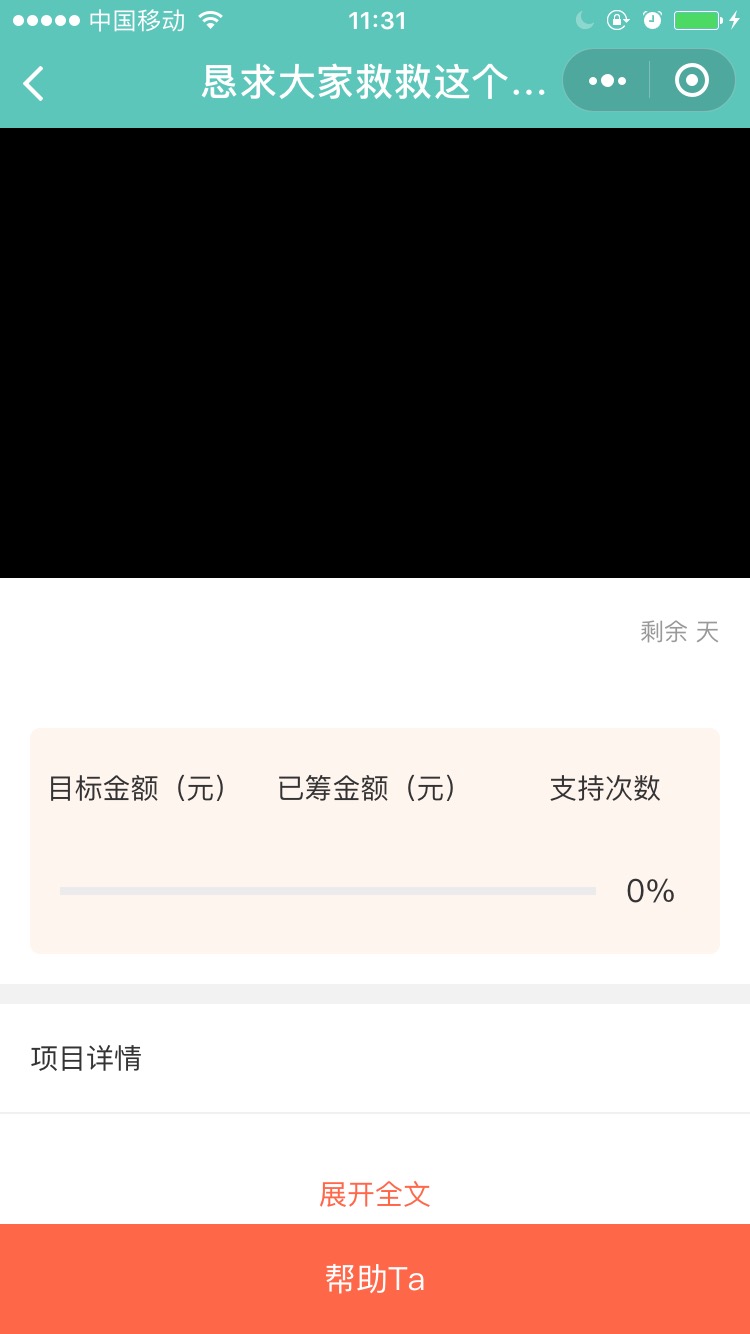 中国移动 11:31
恳求大家救救这个...
剩余 天
目标金额（元） 已筹金额（元） 支持次数
0%
项目详情
展开全文
帮助Ta